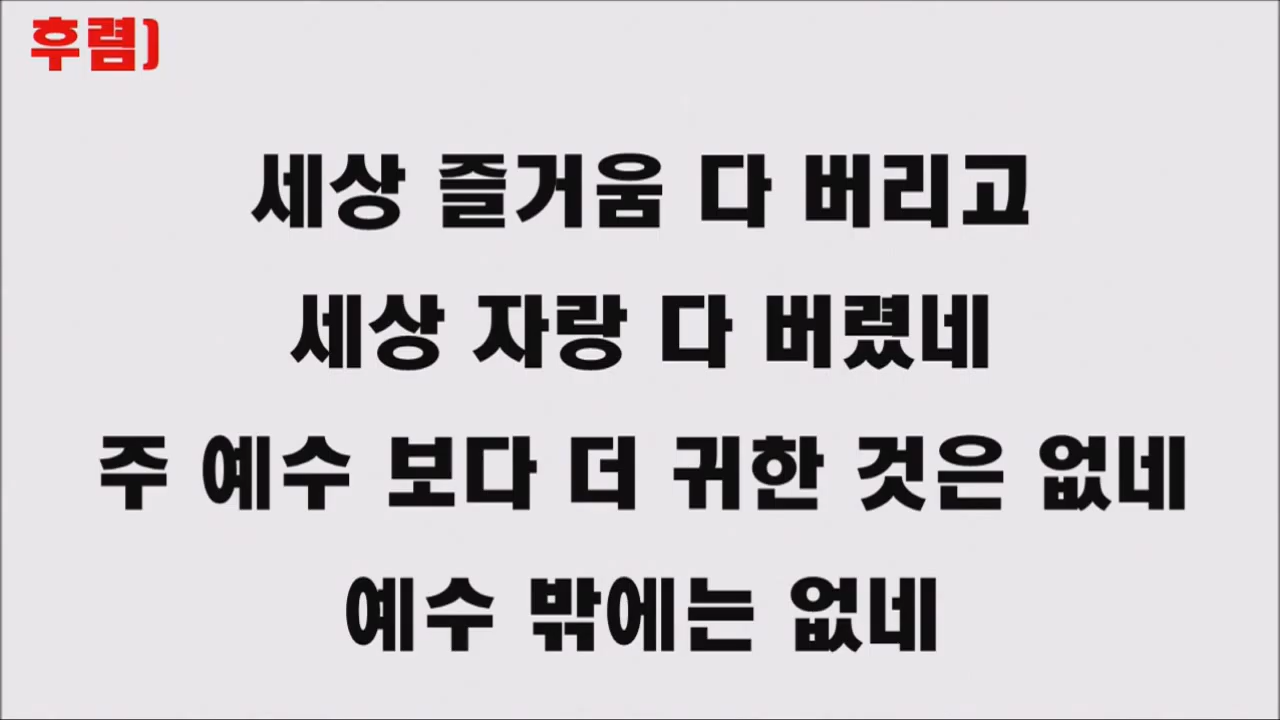 후렴)
세상 즐거움 다 버리고
세상 자랑 다 버렸네
주 예수 보다 더 귀한 것은 없네
예수 밖에는 없네